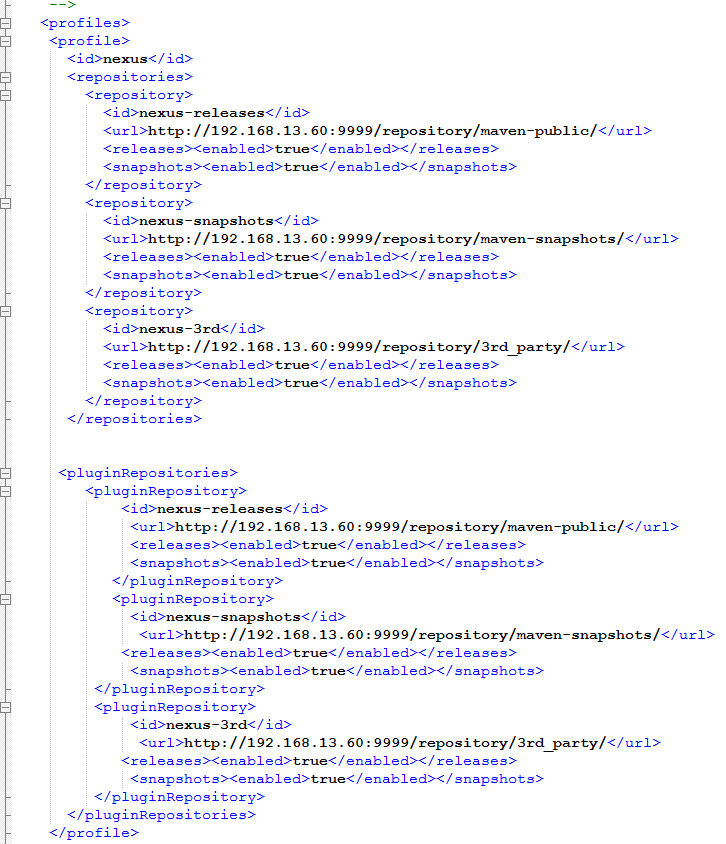 -->
<profiles>
<profile>
<id>nexus</id>
<repositories>
<repository>
<id>nexus-releases</id>
<url>http://192.168.13.60:9999/repository/maven-public/</url>
<releases><enabled>true</enabled></releases>
<snapshots><enabled>true</enabled></snapshots>
</repository>
<repository>
<id>nexus-snapshots</id>
<url>http://192.168.13.60:9999/repository/maven-snapshots/</url>
<releases><enabled>true</enabled></releases>
<snapshots><enabled>true</enabled></snapshots>
</repository>
<repository>
<id>nexus-3rd</id>
<url>http://192.168.13.60:9999/repository/3rd_party/</url>
<releases><enabled>true</enabled></releases>
<snapshots><enabled>true</enabled></snapshots>
</repository>
</repositories>
<pluginRepositories>
<pluginRepository>
<id>nexus-releases</id>
<url>http://192.168.13.60:9999/repository/maven-public/</url>
<releases><enabled>true</enabled></releases>
<snapshots><enabled>true</enabled></snapshots>
</pluginRepository>
<pluginRepository>
<id>nexus-snapshots</id>
<url>http://192.168.13.60:9999/repository/maven-snapshots/</url>
<releases><enabled>true</enabled></releases>
<snapshots><enabled>true</enabled></snapshots>
</pluginRepository>
<pluginRepository>
<id>nexus-3rd</id>
<url>http://192.168.13.60:9999/repository/3rd_party/</url>
<releases><enabled>true</enabled></releases>
<snapshots><enabled>true</enabled></snapshots>
</pluginRepository>
</pluginRepositories>
</profile>